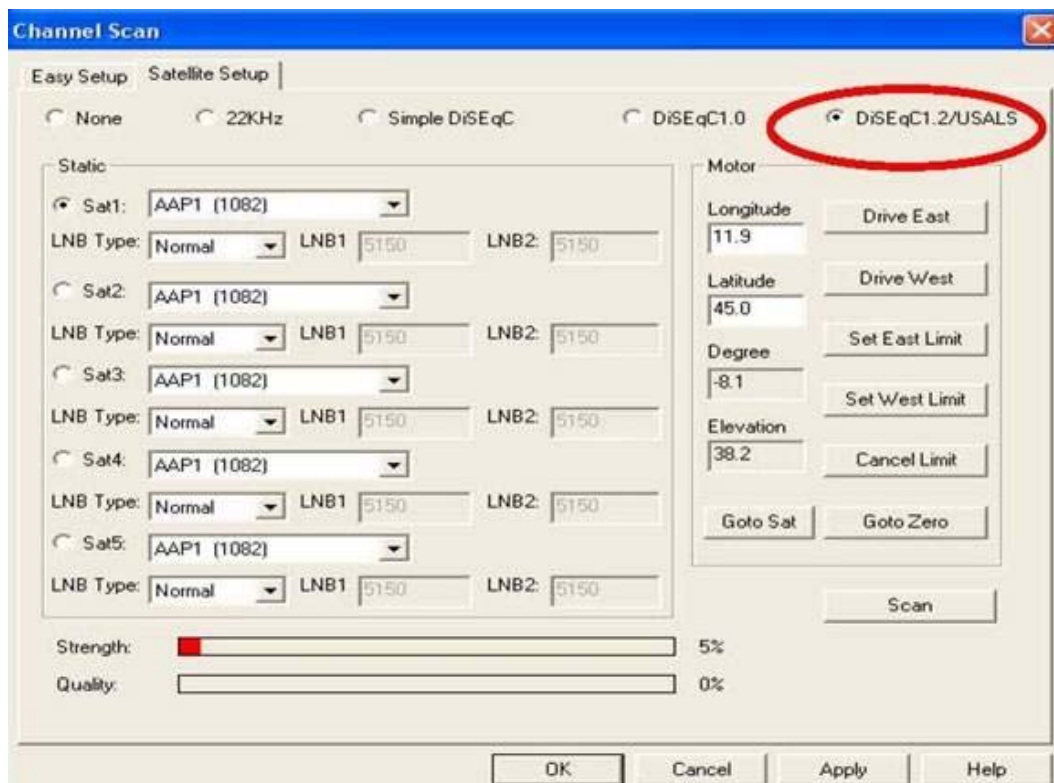 Channel Scan
Easy Setup Satellite Setup
None 22KHz Simple DiSEqC DiSEqC1.0 DiSEqC1.2/USALS
Static
Sat1: AAP1 (1082)
LNB Type: Normal LNB1 5150 LNB2: 5150
Sat2: AAP1 (1082)
LNB Type: Normal LNB1 5150 LNB2: 5150
Sat3: AAP1 (1082)
LNB Type: Normal LNB1 5150 LNB2: 5150
Sat4: AAP1 (1082)
LNB Type: Normal LNB1 5150 LNB2: 5150
Sat5: AAP1 (1082)
LNB Type: Normal LNB1 5150 LNB2: 5150
Motor
Longitude
11.9
Latitude
45.0
Degree
-8.1
Elevation
38.2
Drive East
Drive West
Set East Limit
Set West Limit
Cancel Limit
Goto Sat Goto Zero
Scan
Strength: 5%
Quality: 0%
OK Cancel Apply Help